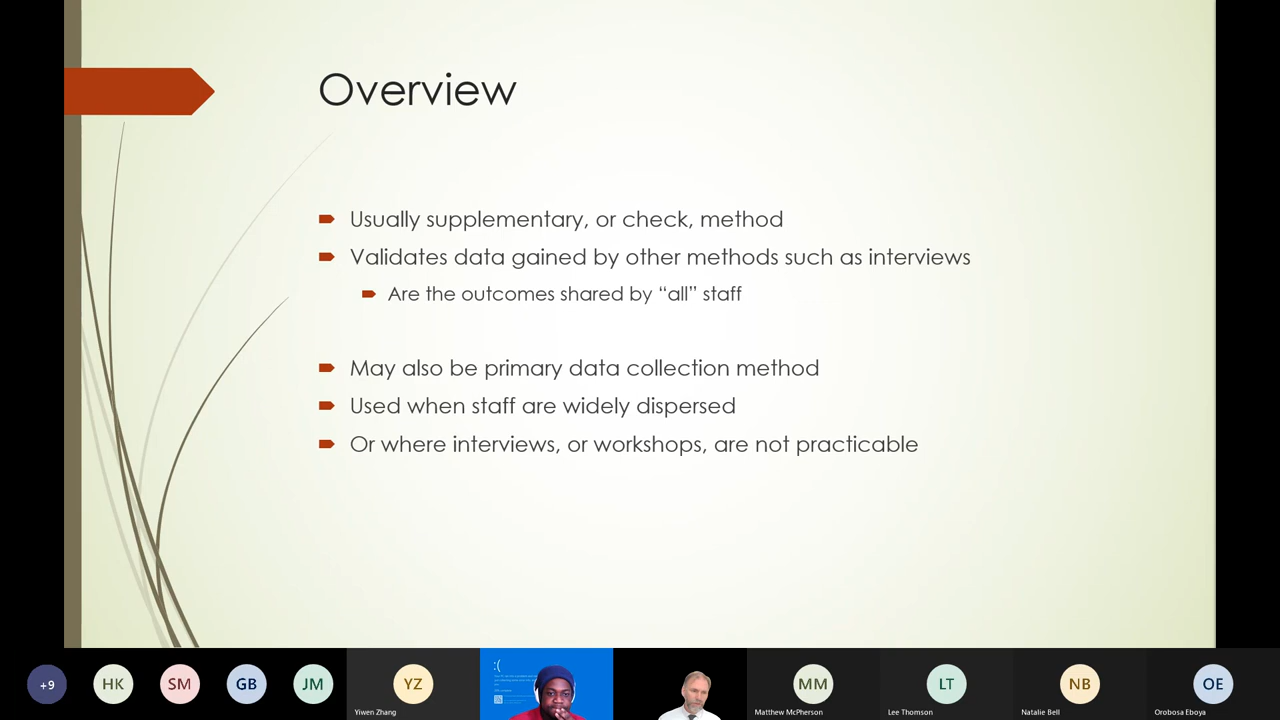 Overview
Usually supplementary, or check, method
Validates data gained by other methods such as interviews
Are the outcomes shared by “all” staff
May also be primary data collection method
Used when staff are widely dispersed
Or where interviews, or workshops, are not practicable
+9
HK
SM
GB
JM
YZ
:(
MM
LT
NB
OE
Yiwen Zhang
Matthew McPherson
Lee Thomson
Natalie Bell
Orobosa Eboya